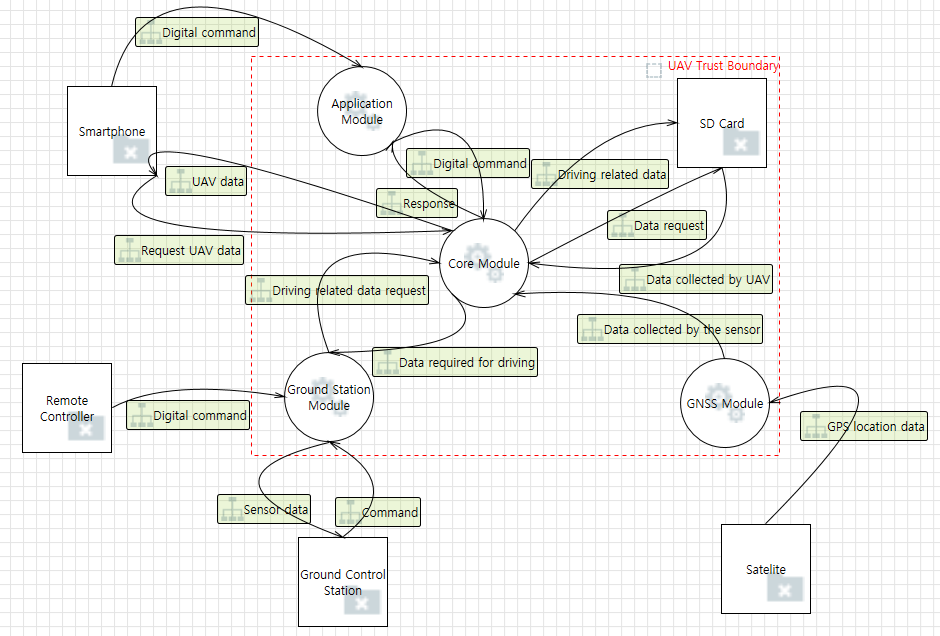 Digital command
UAV Trust Boundary
Application
Module
Smartphone
SD Card
Digital command
Driving related data
UAV data
Response
Data request
Request UAV data
Core Module
Data collected by UAV
Driving related data request
Data collected by the sensor
Data required for driving
Remote
Controller
Ground Station
Module
GNSS Module
Digital command
GPS location data
Sensor data
Command
Ground Control
Station
Satelite